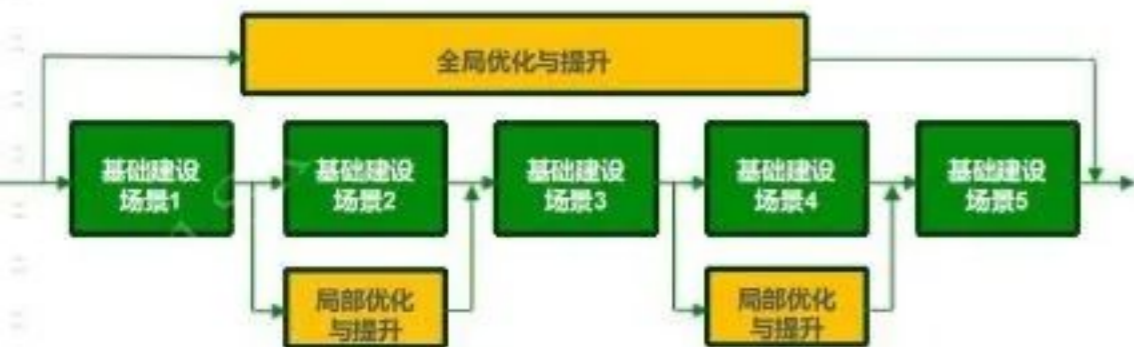 全局优化与提升
基础建设
场景1
基础建设
场景2
基础建设
场景3
基础建设
场景4
基础建设
场景5
局部优化
与提升
局部优化
与提升